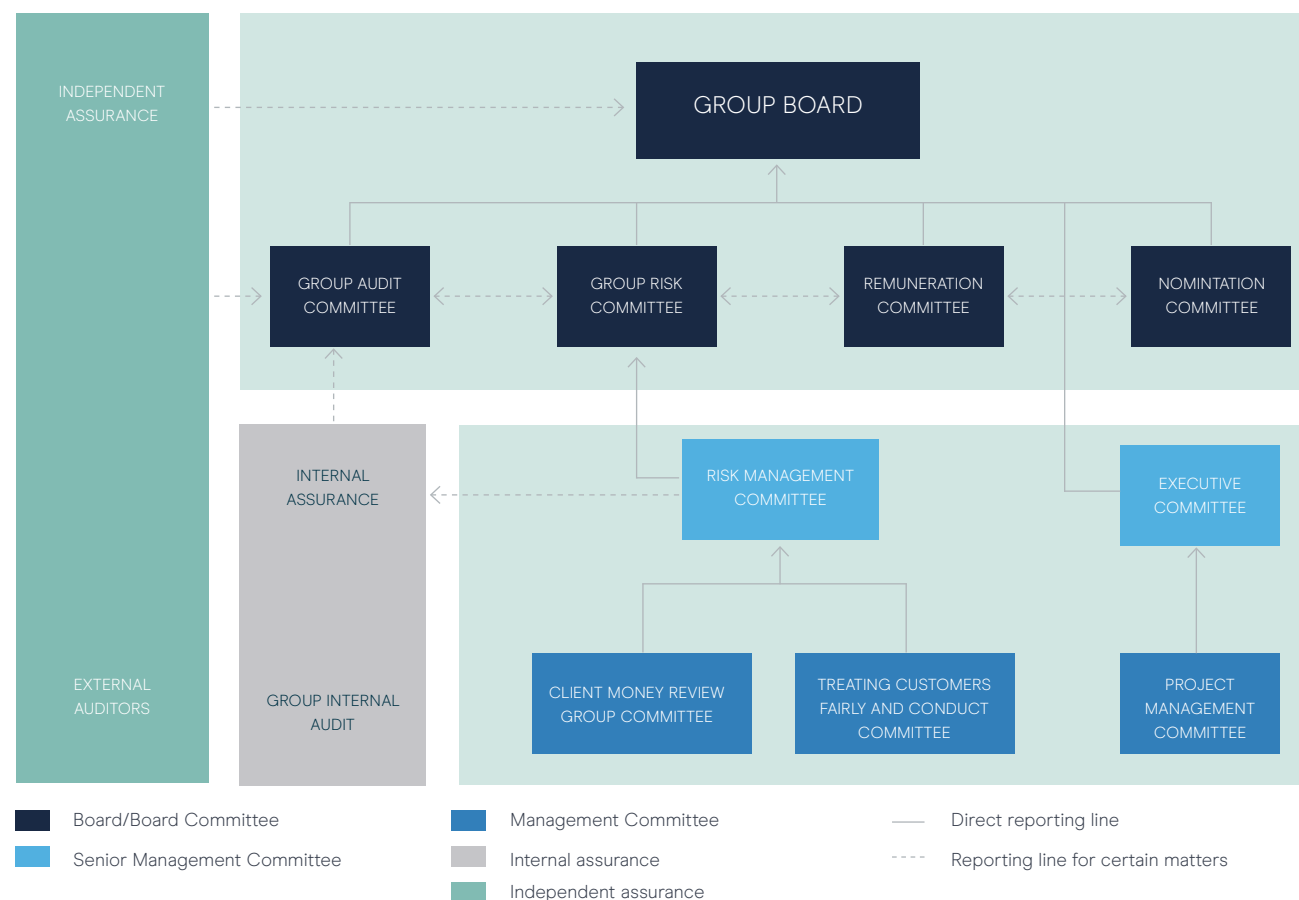 INDEPENDENT
ASSURANCE
GROUP BOARD
GROUP AUDIT
COMMITTEE
GROUP RISK
COMMITTEE
REMUNERATION
COMMITTEE
NOMINTATION
COMMITTEE
INTERNAL
ASSURANCE
RISK MANAGEMENT
COMMITTEE
EXECUTIVE
COMMITTEE
EXTERNAL
AUDITORS
GROUP INTERNAL
AUDIT
CLIENT MONEY REVIEW
GROUP COMMITTEE
TREATING CUSTOMERS
FAIRLY AND CONDUCT
COMMITTEE
PROJECT
MANAGEMENT
COMMITTEE
Board/Board Committee
Senior Management Committee
Management Committee
Internal assurance
Independent assurance
Direct reporting line
Reporting line for certain matters